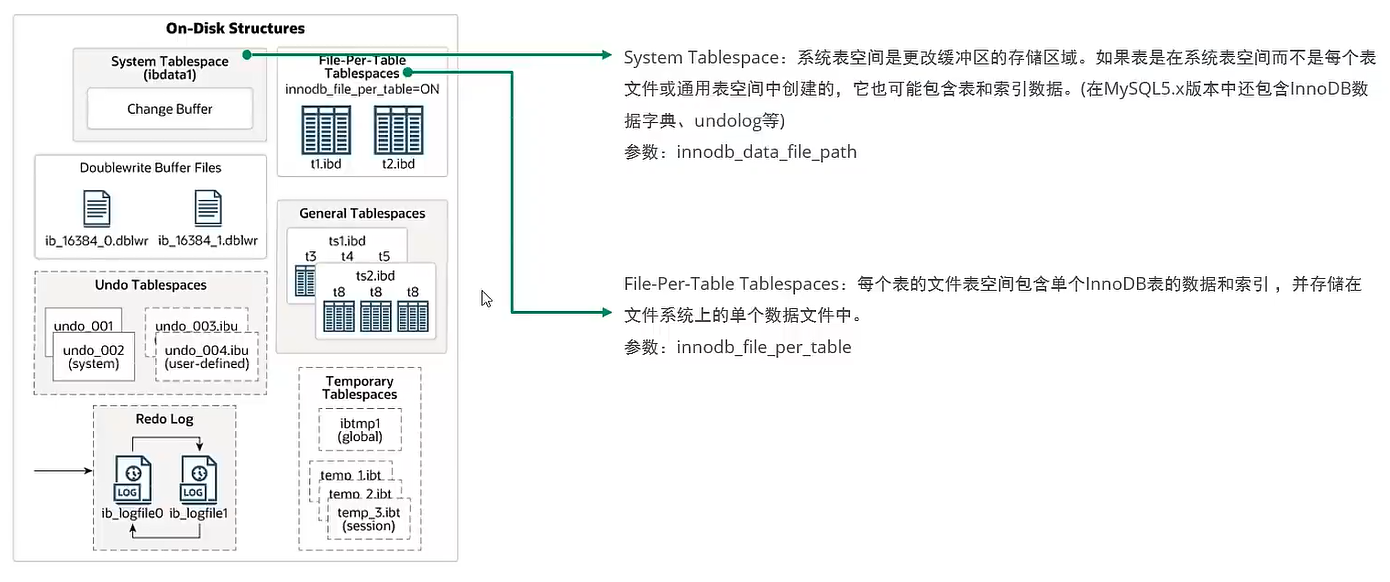 On-Disk Structures
System Tablespace
(ibdata1)
Change Buffer
File-Per-Table
Tablespaces
innodb_file_per_table=ON
t1.ibd
t2.ibd
Doublewrite Buffer Files
ib_16384_0.dblwr ib_16384_1.dblwr
General Tablespaces
ts1.ibd
t3 t4 t5
ts2.ibd
t8 t8 t8
Undo Tablespaces
undo_001
undo_002
(system)
undo_003.ibu
undo_004.ibu
(user-defined)
Temporary
Tablespaces
ibtmp1
(global)
temp_1.ibt
temp_2.ibt
temp_3.ibt
(session)
Redo Log
LOG LOG
ib_logfile0 ib_logfile1
System Tablespace：系统表空间是更改缓冲区的存储区域。如果表是在系统表空间而不是每个表
文件或通用表空间中创建的，它也可能包含表和索引数据。(在MySQL5.x版本中还包含InnoDB数
据字典、undolog等)
参数：innodb_data_file_path
File-Per-Table Tablespaces：每个表的文件表空间包含单个InnoDB表的数据和索引 ，并存储在
文件系统上的单个数据文件中。
参数：innodb_file_per_table